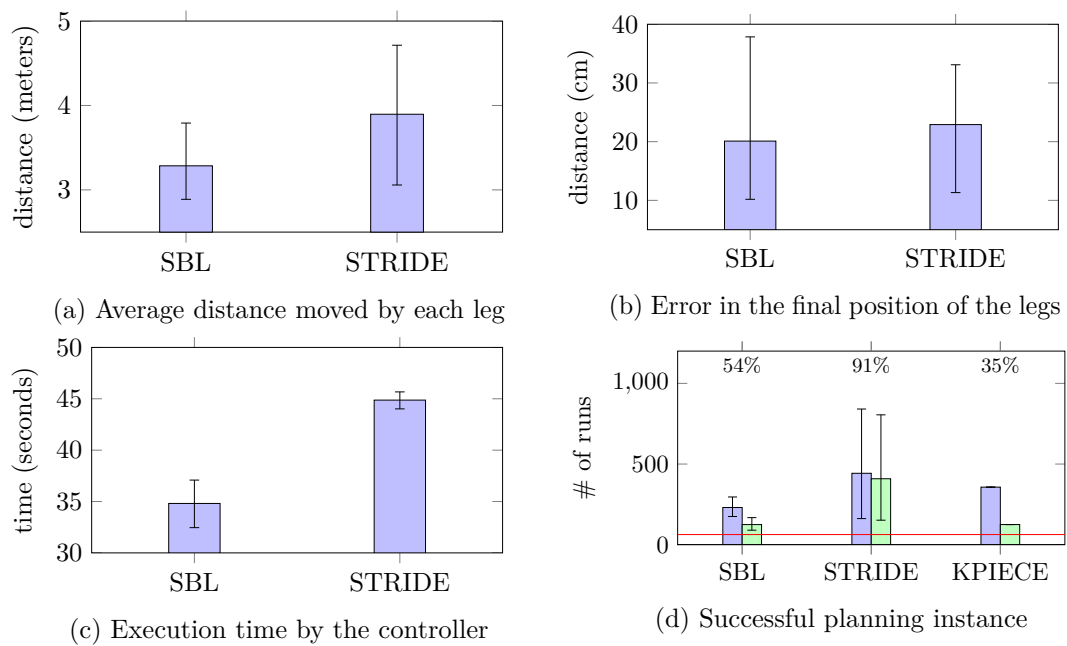 distance (meters)
5
4
3
SBL STRIDE
(a) Average distance moved by each leg
distance (cm)
40
30
20
10
SBL STRIDE
(b) Error in the final position of the legs
time (seconds)
50
45
40
35
30
SBL STRIDE
(c) Execution time by the controller
# of runs
54% 91% 35%
1,000
500
0
SBL STRIDE KPIECE
(d) Successful planning instance